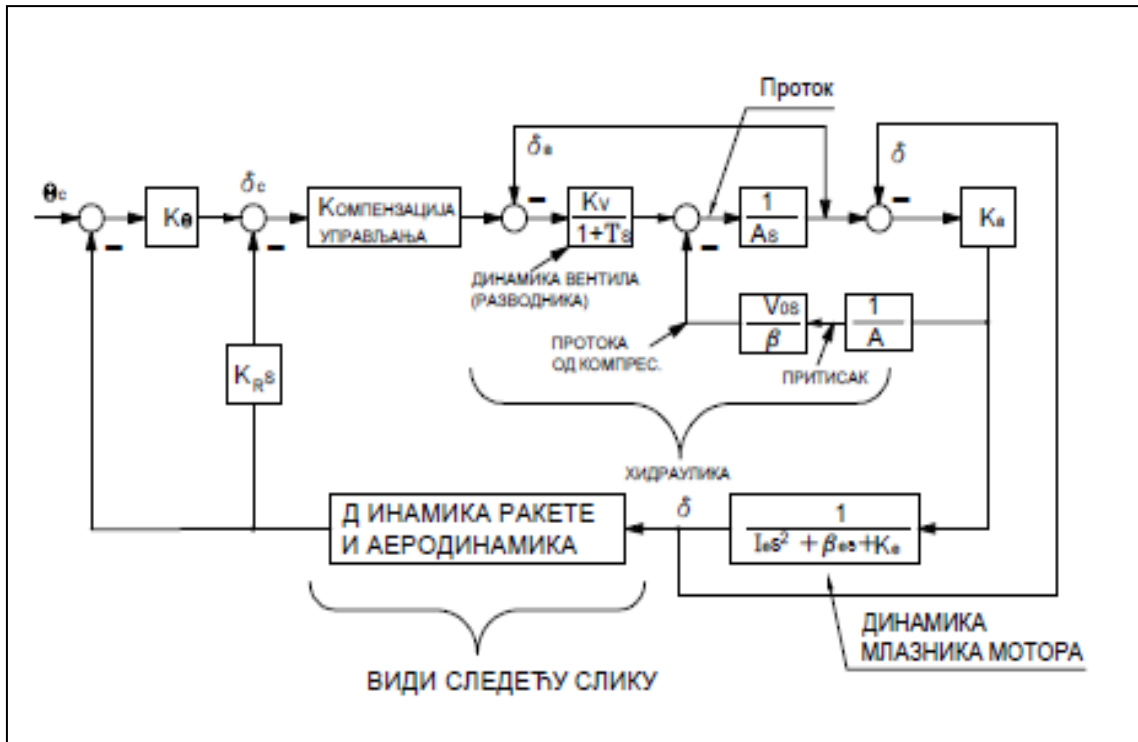 Проток
δa
δ
Θc
Kθ
δc
КОМПЕНЗАЦИЈА
УПРАВЉАЊА
Kv
1+Ts
1
As
Ka
ДИНАМИКА ВЕНТИЛА
(РАЗВОДНИКА)
V0s
β
1
A
ПРОТОКА
ОД КОМПРЕС.
ПРИТИСАК
KRs
ХИДРАУЛИКА
Д ИНАМИКА РАКЕТЕ
И АЕРОДИНАМИКА
δ
1
Ies² + βes+Ke
ДИНАМИКА
МЛАЗНИКА МОТОРА
ВИДИ СЛЕДЕЋУ СЛИКУ